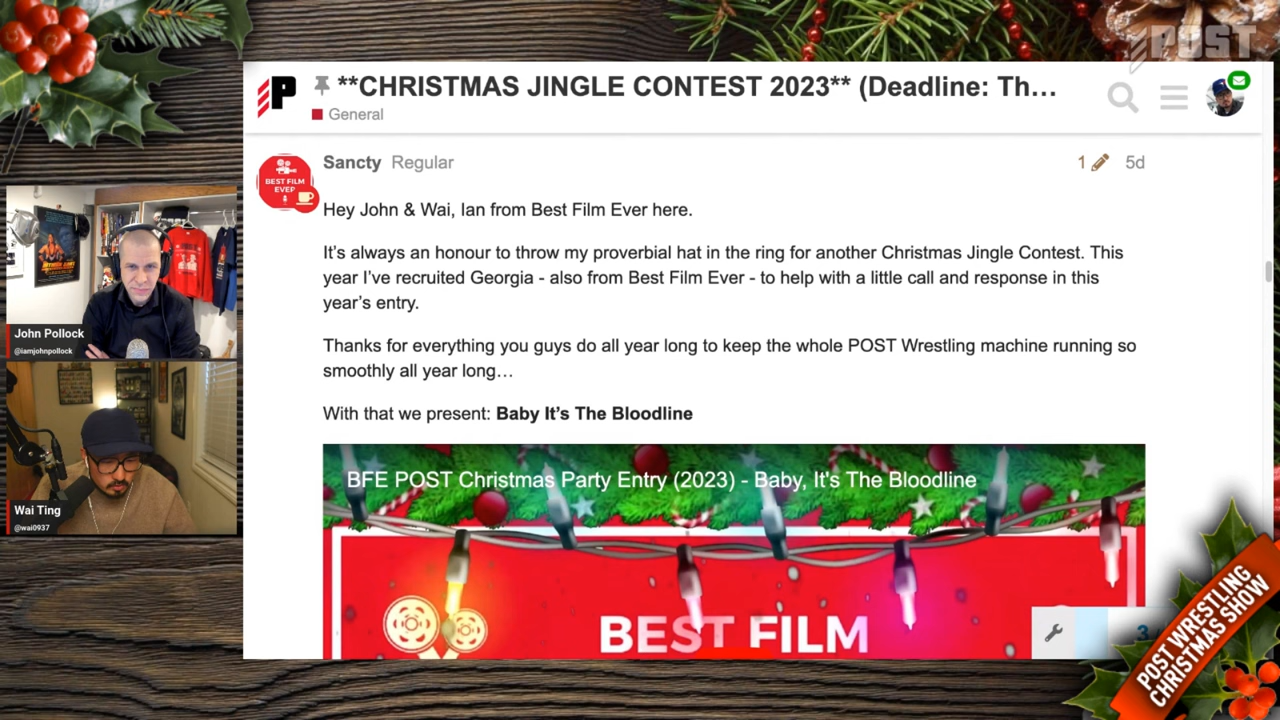 POST
**CHRISTMAS JINGLE CONTEST 2023** (Deadline: Th…
General
Sancty Regular
1 5d
BEST FILM
EVER
Hey John & Wai, Ian from Best Film Ever here.
It’s always an honour to throw my proverbial hat in the ring for another Christmas Jingle Contest. This
year I’ve recruited Georgia - also from Best Film Ever - to help with a little call and response in this
year’s entry.
Thanks for everything you guys do all year long to keep the whole POST Wrestling machine running so
smoothly all year long…
With that we present: Baby It’s The Bloodline
BFE POST Christmas Party Entry (2023) - Baby, It's The Bloodline
BEST FILM
3
John Pollock
@iamjohnpollock
Wai Ting
@wai0937
POST WRESTLING
CHRISTMAS SHOW